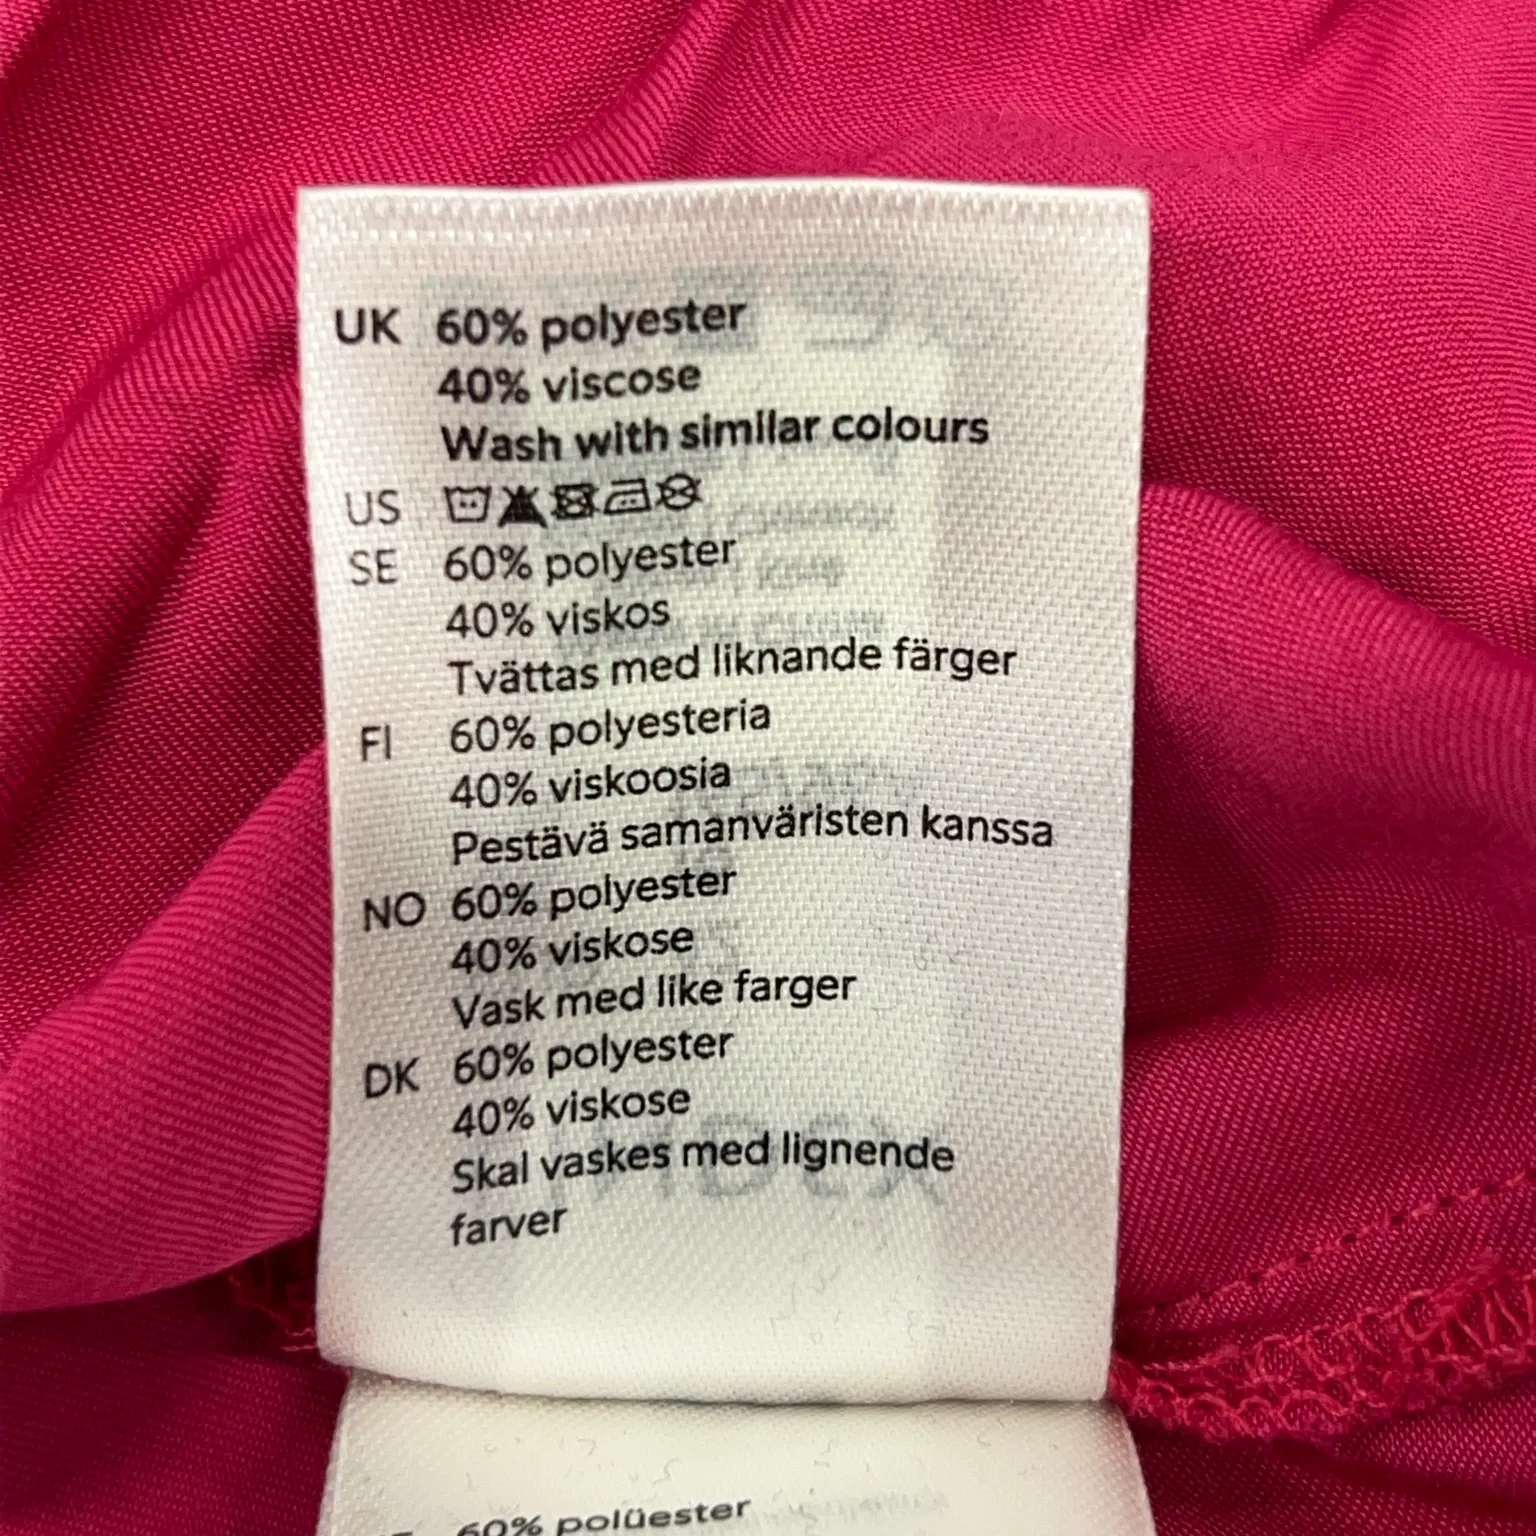 UK 60% polyester
40% viscose
Wash with similar colours
US
SE 60% polyester
40% viskos
Tvättas med liknande färger
FI 60% polyesteria
40% viskoosia
Pestävä samanväristen kanssa
NO 60% polyester
40% viskose
Vask med like farger
DK 60% polyester
40% viskose
Skal vaskes med lignende
farver
60% polüester